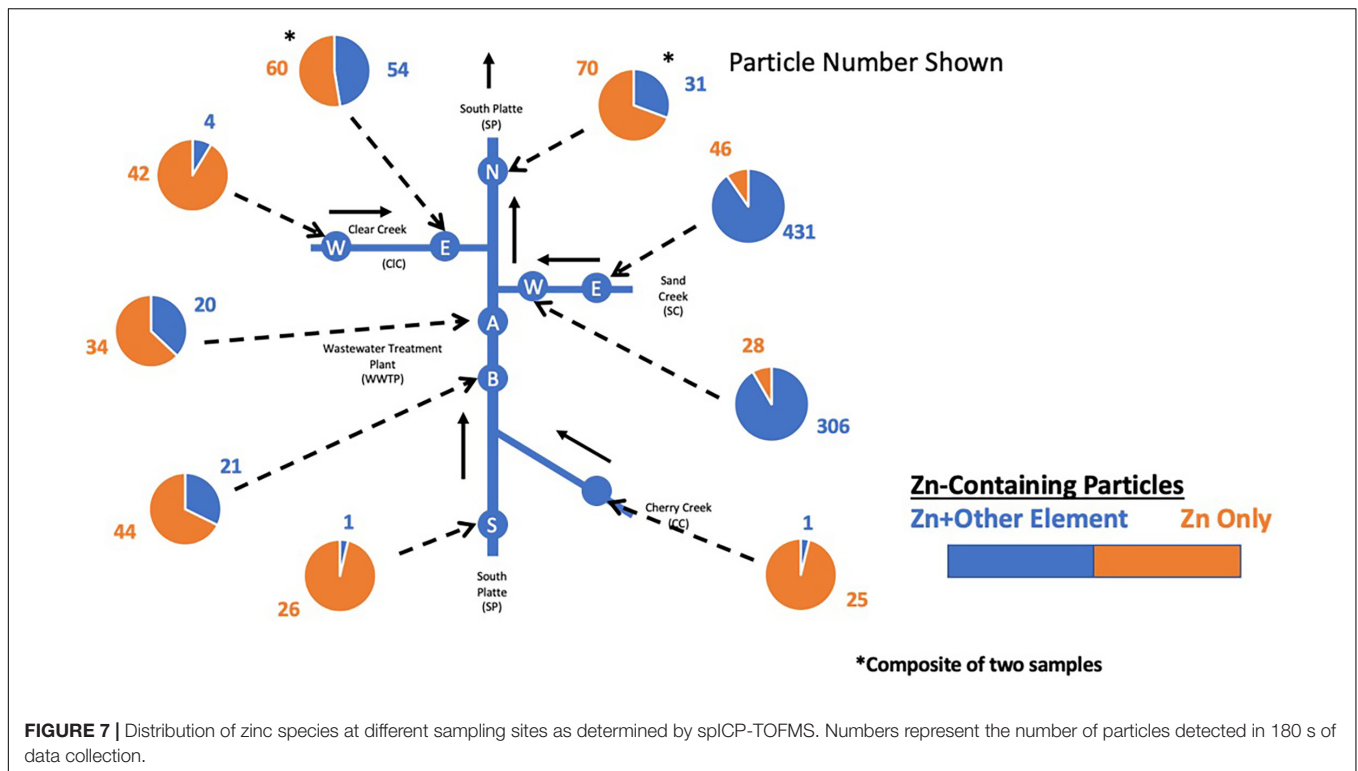 *
60
54
70
*
31
Particle Number Shown
South Platte
(SP)
4
42
N
46
431
Clear Creek
W
E
(ClC)
W
E
Sand
Creek
(SC)
20
34
A
Wastewater Treatment
Plant
(WWTP)
B
28
306
21
44
S
Cherry Creek
(CC)
1
26
South
Platte
(SP)
1
25
Zn-Containing Particles
Zn+Other Element Zn Only
*Composite of two samples
FIGURE 7 | Distribution of zinc species at different sampling sites as determined by spICP-TOFMS. Numbers represent the number of particles detected in 180 s of
data collection.